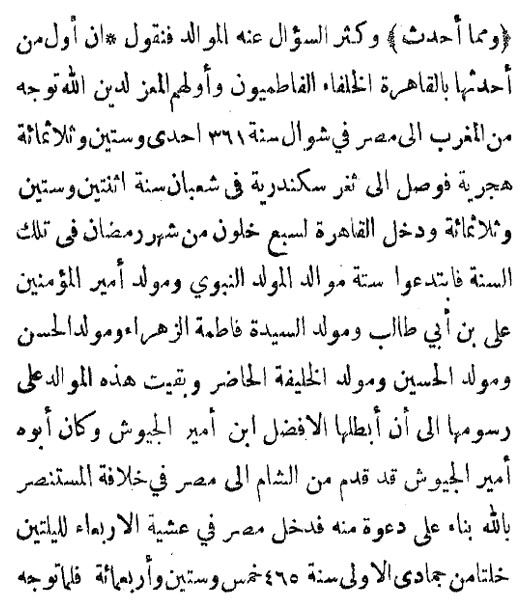 ﴿ومما أحدث﴾ وكثر السؤال عنه الموالد فنقول *ان أول من
أحدثها بالقاهرة الخلفاء الفاطميون وأولهم المعز لدين الله توجه
من المغرب الى مصر في شوال سنة ٣٦١ احدى وستين وثلاثمائة
هجرية فوصل الى ثغر سكندرية فى شعبان سنة اثنتين وستين
وثلاثمائة ودخل القاهرة لسبع خلون من شهر رمضان فى تلك
السنة فابتدعوا ستة موالد المولد النبوي ومولد أمير المؤمنين
على بن أبي طالب ومولد السيدة فاطمة الزهراء ومولد الحسن
ومولد الحسين ومولد الخليفة الحاضر وبقيت هذه الموالد على
رسومها الى أن أبطلها الافضل ابن أمير الجيوش وكان أبوه
أمير الجيوش قد قدم من الشام الى مصر في خلافة المستنصر
بالله بناء على دعوة منه فدخل مصر في عشية الاربعاء لليلتين
خلتا من جمادى الاولى سنة ٤٦٥ خمس وستين وأربعمائة فلما توجه